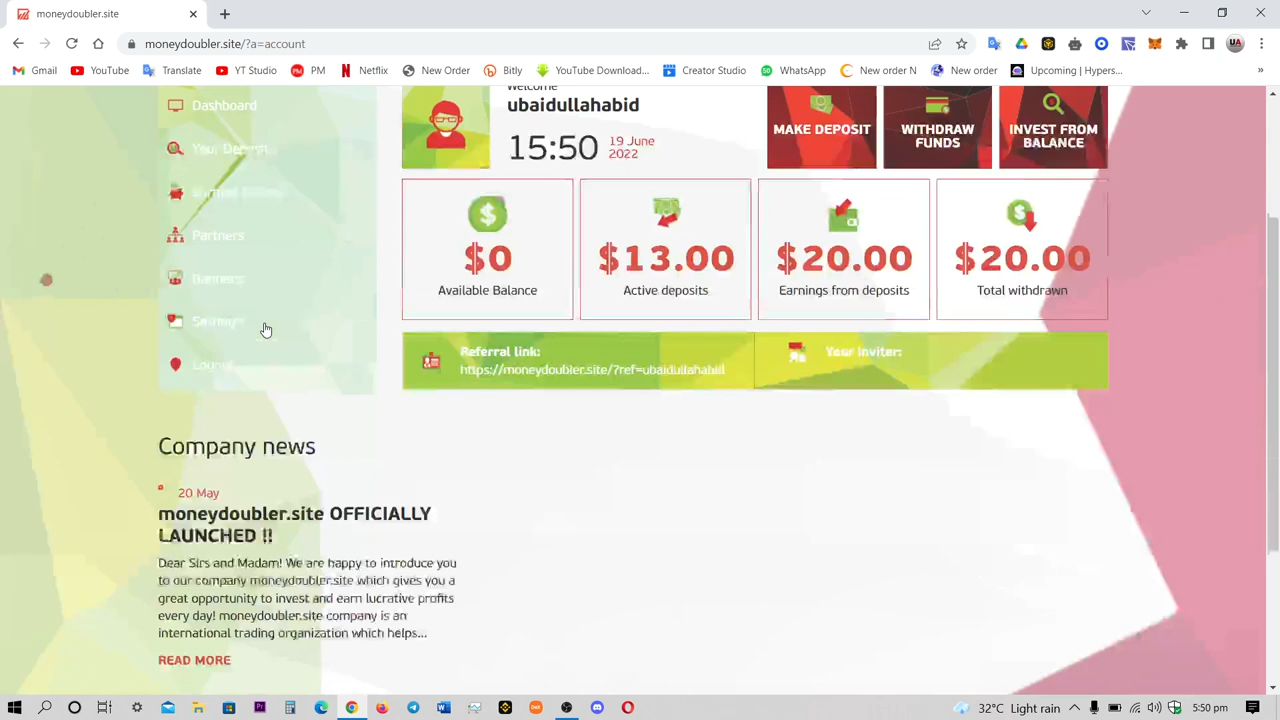 moneydoubler.site
moneydoubler.site/?a=account
Gmail
YouTube
Translate
YT Studio
PM
PM
Netflix
New Order
Bitly
YouTube Download...
Creator Studio
WhatsApp
New order N
New order
Upcoming | Hypers...
»
UA
Dashboard
Partners
Banners
Settings
Logout
Welcome
ubaidullahabid
15:50
19 June
2022
MAKE DEPOSIT
WITHDRAW
FUNDS
INVEST FROM
BALANCE
$0
Available Balance
$13.00
Active deposits
$20.00
Earnings from deposits
$20.00
Total withdrawn
Referral link:
https://moneydoubler.site/?ref=ubaidullahabid
Your inviter:
Company news
20 May
moneydoubler.site OFFICIALLY
LAUNCHED !!
Dear Sirs and Madam! We are happy to introduce you
to our company moneydoubler.site which gives you a
great opportunity to invest and earn lucrative profits
every day! moneydoubler.site company is an
international trading organization which helps...
READ MORE
32°C Light rain
5:50 pm